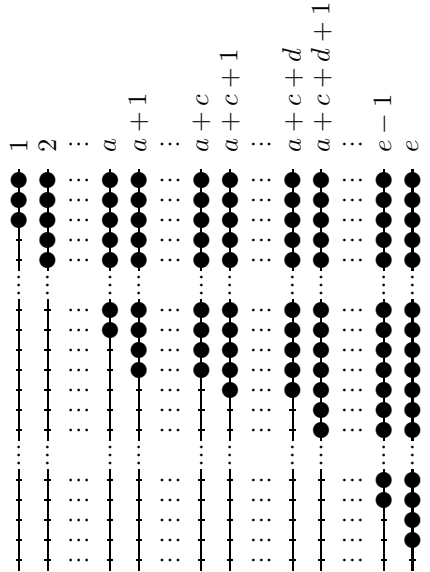 1
2
⋮
a
a + 1
⋮
a + c
a + c + 1
⋮
a + c + d
a + c + d + 1
⋮
e − 1
e